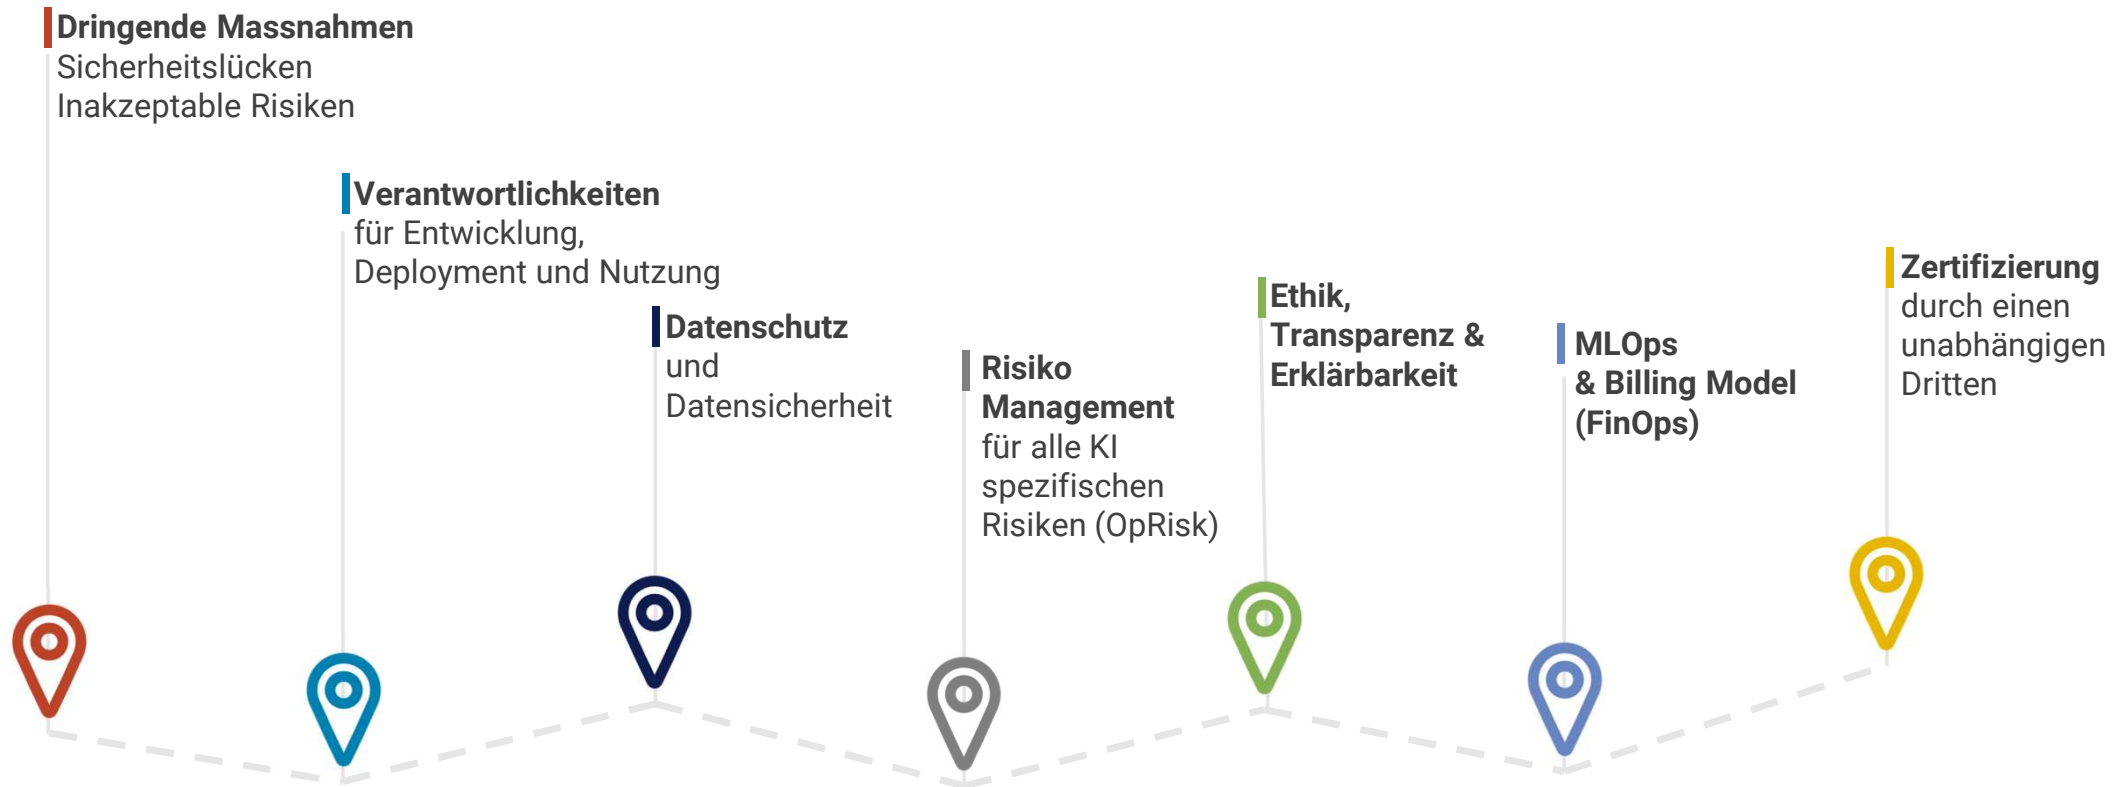 Dringende Massnahmen
Sicherheitslücken
Inakzeptable Risiken
Verantwortlichkeiten
für Entwicklung,
Deployment und Nutzung
Datenschutz
und
Datensicherheit
Risiko
Management
für alle KI
spezifischen
Risiken (OpRisk)
Ethik,
Transparenz &
Erklärbarkeit
MLOps
& Billing Model
(FinOps)
Zertifizierung
durch einen
unabhängigen
Dritten